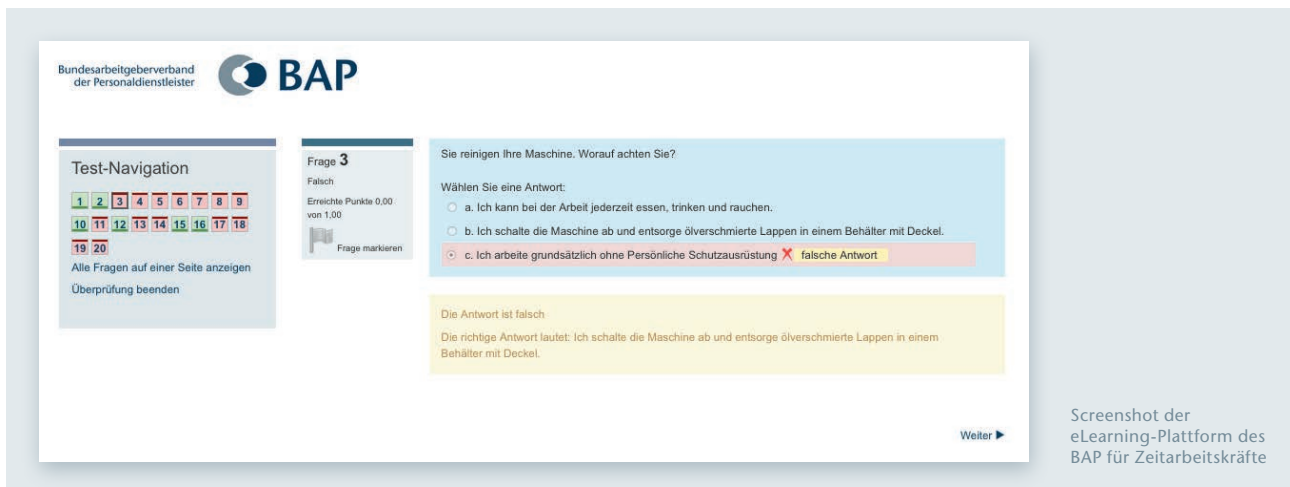 Bundesarbeitgeberverband
der Personaldienstleister
BAP
Test-Navigation
1 2 3 4 5 6 7 8 9
10 11 12 13 14 15 16 17 18
19 20
Alle Fragen auf einer Seite anzeigen
Überprüfung beenden
Frage 3
Falsch
Erreichte Punkte 0,00
von 1,00
Frage markieren
Sie reinigen Ihre Maschine. Worauf achten Sie?
Wählen Sie eine Antwort:
a. Ich kann bei der Arbeit jederzeit essen, trinken und rauchen.
b. Ich schalte die Maschine ab und entsorge ölverschmierte Lappen in einem Behälter mit Deckel.
c. Ich arbeite grundsätzlich ohne Persönliche Schutzausrüstung falsche Antwort
Die Antwort ist falsch
Die richtige Antwort lautet: Ich schalte die Maschine ab und entsorge ölverschmierte Lappen in einem
Behälter mit Deckel.
Weiter
Screenshot der
eLearning-Plattform des
BAP für Zeitarbeitskräfte